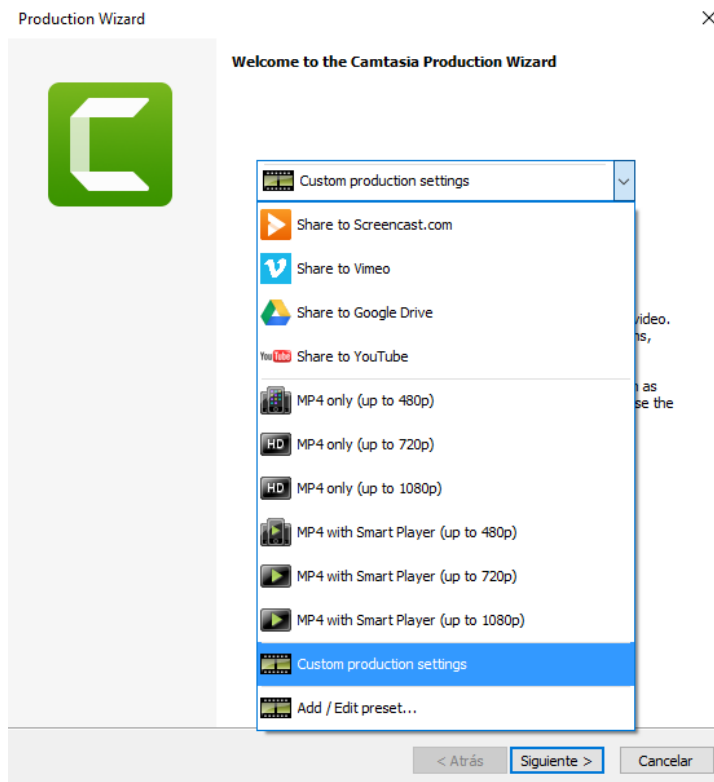 Production Wizard
Welcome to the Camtasia Production Wizard
Custom production settings
Share to Screencast.com
Share to Vimeo
Share to Google Drive
video.
You Tube Share to YouTube
MP4 only (up to 480p)
as
se the
MP4 only (up to 720p)
HD
MP4 only (up to 1080p)
HD
MP4 with Smart Player (up to 480p)
MP4 with Smart Player (up to 720p)
MP4 with Smart Player (up to 1080p)
Custom production settings
Add / Edit preset...
< Atrás
Siguiente >
Cancelar